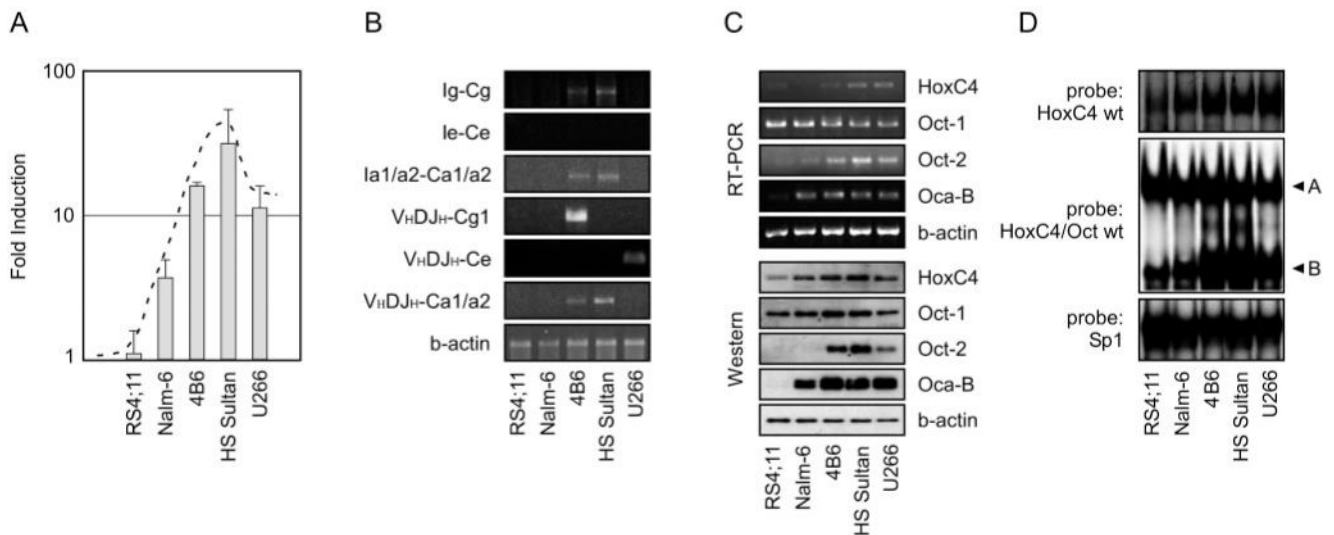 A
Fold Induction
100
10
1
RS4;11
Nalm-6
4B6
HS Sultan
U266
B
Ig-Cg
Ie-Ce
Ia1/a2-Ca1/a2
VHDJH-Cg1
VHDJH-Ce
VHDJH-Ca1/a2
b-actin
RS4;11
Nalm-6
4B6
HS Sultan
U266
C
RT-PCR
HoxC4
Oct-1
Oct-2
Oca-B
b-actin
Western
HoxC4
Oct-1
Oct-2
Oca-B
b-actin
RS4;11
Nalm-6
4B6
HS Sultan
U266
D
probe:
HoxC4 wt
probe:
HoxC4/Oct wt
A
B
probe:
Sp1
RS4;11
Nalm-6
4B6
HS Sultan
U266